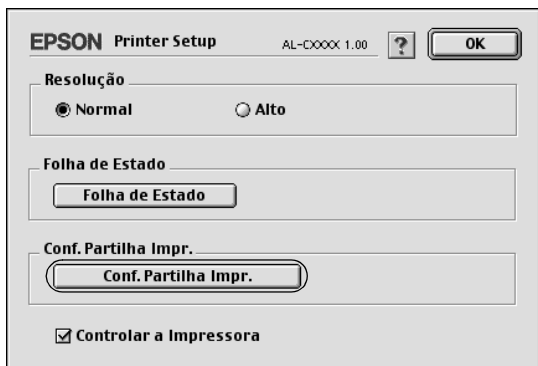 EPSON Printer Setup AL-CXXXX 1.00 ? OK
Resolução
Normal Alto
Folha de Estado
Folha de Estado
Conf. Partilha Impr.
Conf. Partilha Impr.
Controlar a Impressora